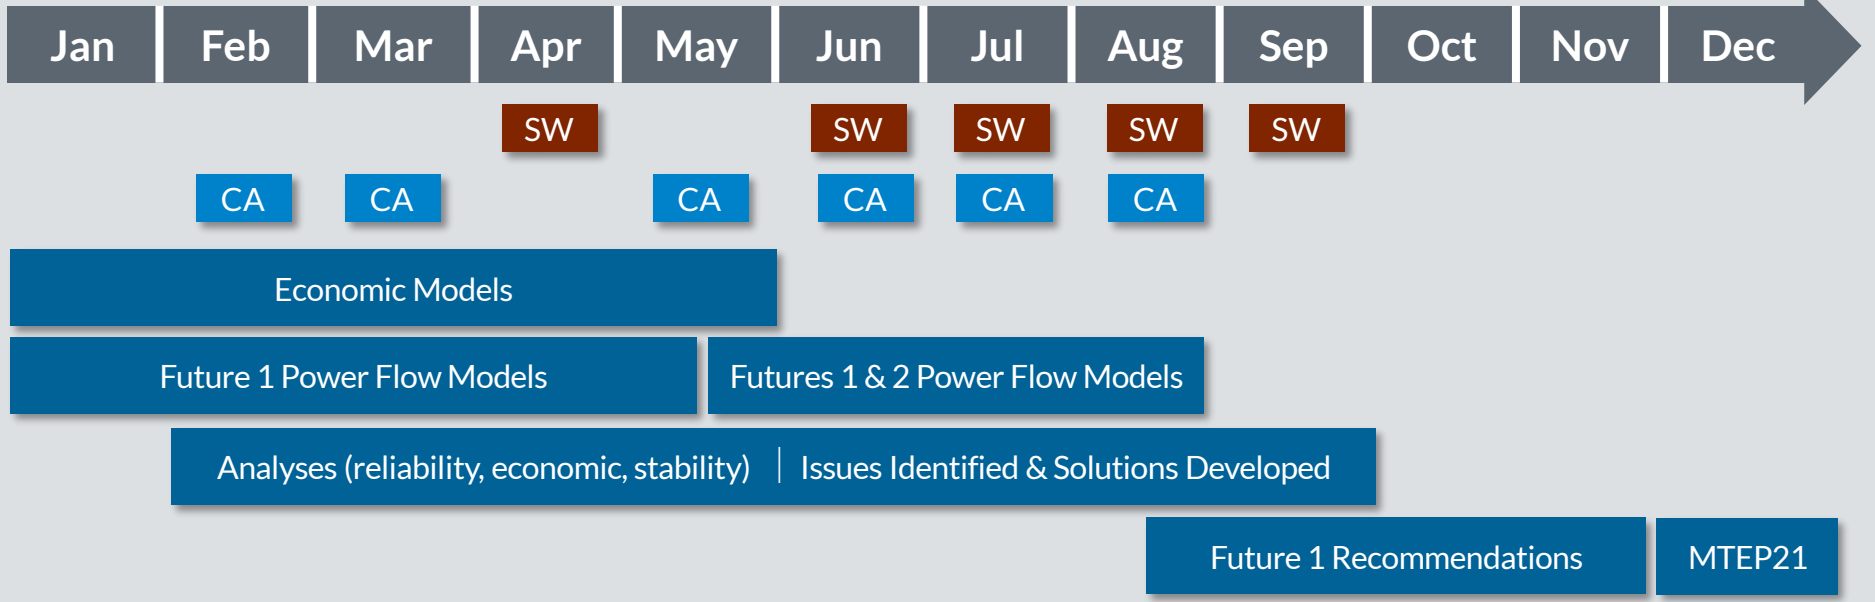 Jan Feb Mar Apr May Jun Jul Aug Sep Oct Nov Dec
SW SW SW SW SW
CA CA CA CA CA CA
Economic Models
Future 1 Power Flow Models Futures 1 & 2 Power Flow Models
Analyses (reliability, economic, stability) Issues Identified & Solutions Developed
Future 1 Recommendations MTEP21